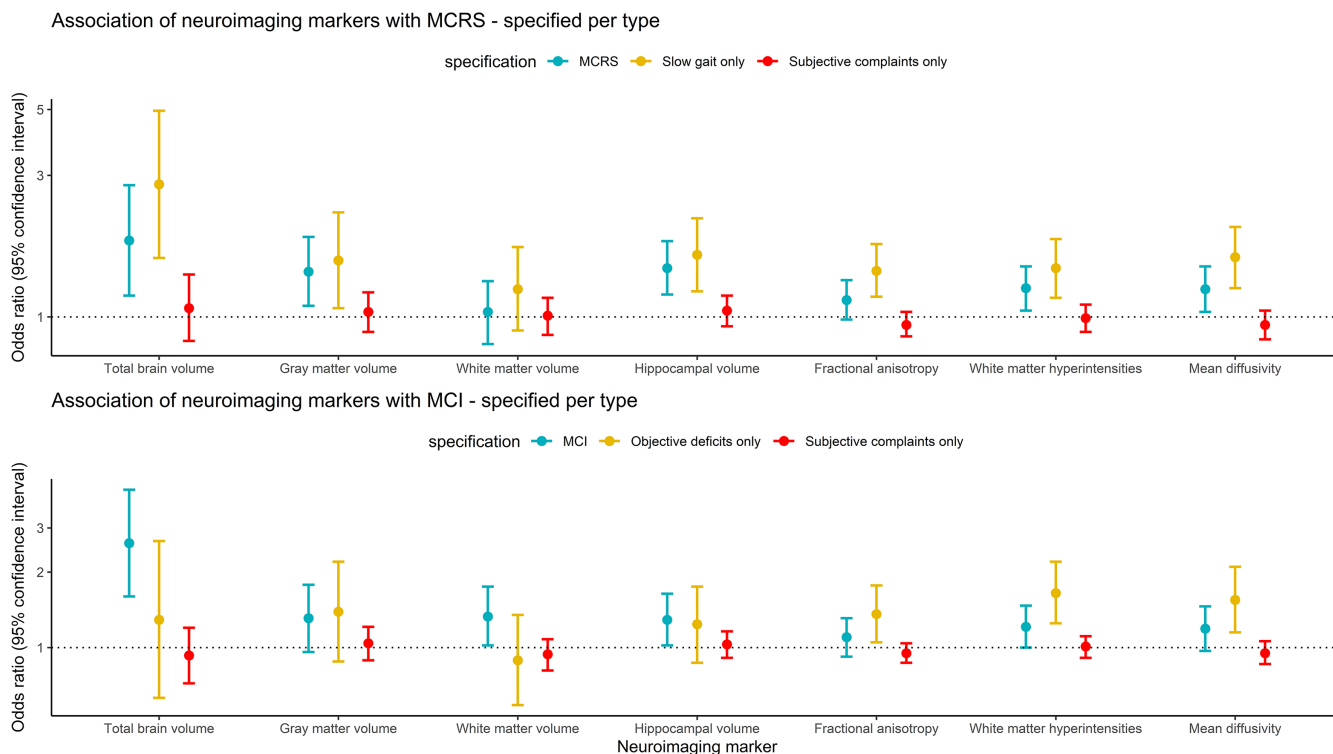 Association of neuroimaging markers with MCRS - specified per type
specification MCRS Slow gait only Subjective complaints only
Odds ratio (95% confidence interval)
5
3
1
Total brain volume Gray matter volume White matter volume Hippocampal volume Fractional anisotropy White matter hyperintensities Mean diffusivity
Association of neuroimaging markers with MCI - specified per type
specification MCI Objective deficits only Subjective complaints only
Odds ratio (95% confidence interval)
3
2
1
Total brain volume Gray matter volume White matter volume Hippocampal volume Fractional anisotropy White matter hyperintensities Mean diffusivity
Neuroimaging marker